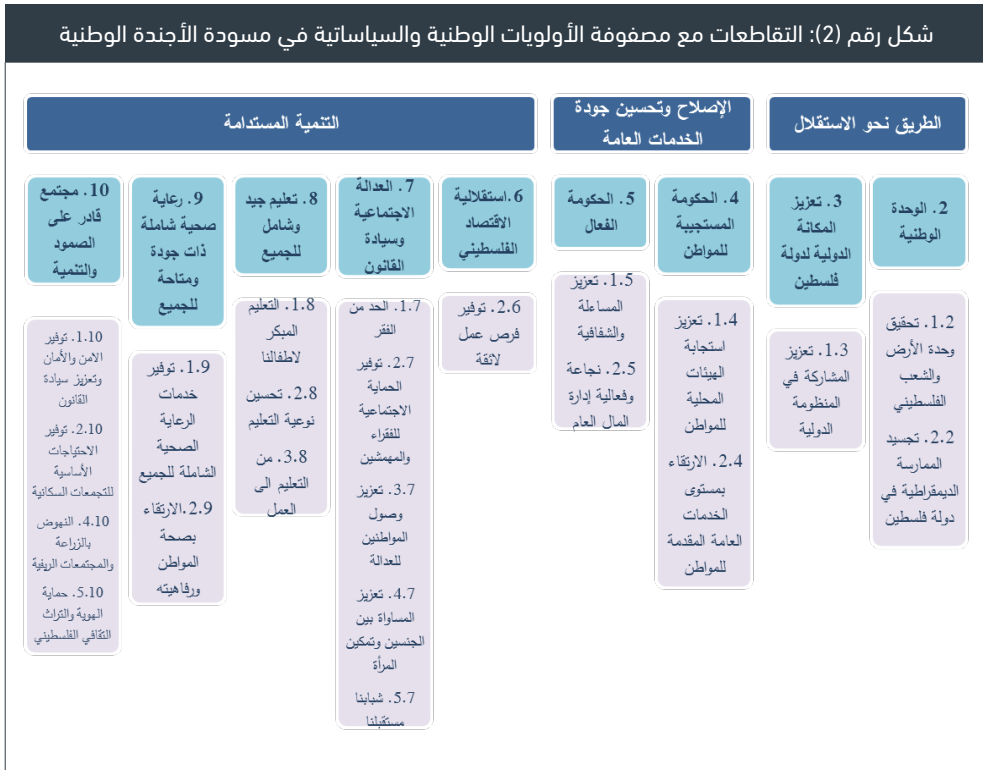 شكل رقم (2): التقاطعات مع مصفوفة الأولويات الوطنية والسياساتية في مسودة الأجندة الوطنية
الطريق نحو الاستقلال
2. الوحدة
الوطنية
1.2. تحقيق
وحدة الأرض
والشعب
الفلسطيني
2.2. تجسيد
الممارسة
الديمقراطية في
دولة فلسطين
3. تعزيز
المكانة
الدولية لدولة
فلسطين
1.3. تعزيز
المشاركة في
المنظومة
الدولية
الإصلاح وتحسين جودة
الخدمات العامة
4. الحكومة
المستجيبة
للمواطن
1.4. تعزيز
استجابة
الهيئات
المحلية
للمواطن
2.4. الارتقاء
بمستوى
الخدمات
العامة المقدمة
للمواطن
5. الحكومة
الفعال
1.5. تعزيز
المساءلة
والشفافية
2.5. نجاعة
وفعالية إدارة
المال العام
التنمية المستدامة
6.استقلالية
الاقتصاد
الفلسطيني
2.6. توفير
فرص عمل
لائقة
7. العدالة
الاجتماعية
وسيادة
القانون
1.7. الحد من
الفقر
2.7. توفير
الحماية
الاجتماعية
للفقراء
والمهمشين
3.7. تعزيز
وصول
المواطنين
للعدالة
4.7. تعزيز
المساواة بين
الجنسين وتمكين
المرأة
5.7. شبابنا
مستقبلنا
8. تعليم جيد
وشامل
للجميع
1.8. التعليم
المبكر
لاطفالنا
2.8. تحسين
نوعية التعليم
3.8. من
التعليم الى
العمل
9. رعاية
صحية شاملة
ذات جودة
ومتاحة
للجميع
1.9. توفير
خدمات
الرعاية
الصحية
الشاملة للجميع
2.9.الارتقاء
بصحة
المواطن
ورفاهيته
10. مجتمع
قادر على
الصمود
والتنمية
1.10. توفير
الامن والأمان
وتعزيز سيادة
القانون
2.10. توفير
الاحتياجات
الأساسية
للتجمعات السكانية
4.10. النهوض
بالزراعة
والمجتمعات الريفية
5.10. حماية
الهوية والتراث
الثقافي الفلسطيني